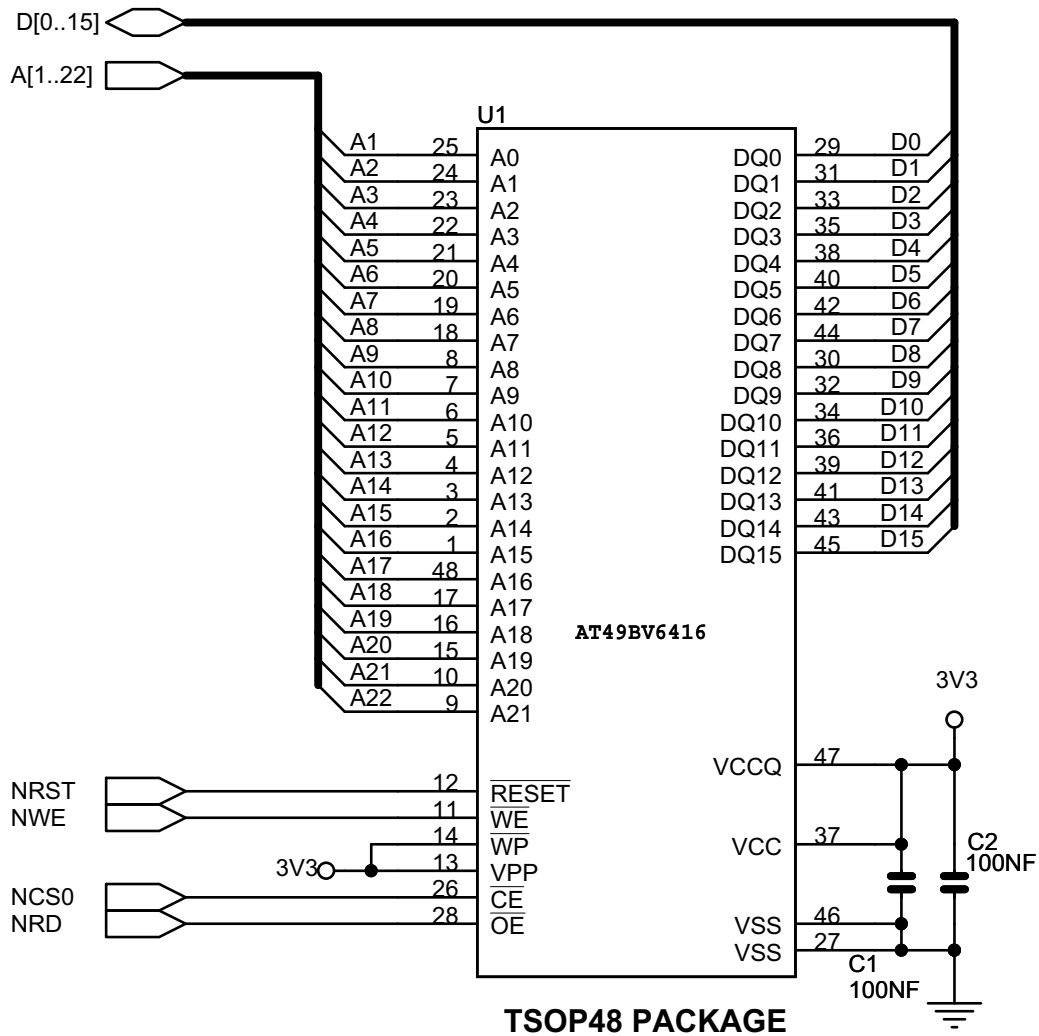 D[0..15]
A[1..22]
U1
A1 25 A0 DQ0 29 D0
A2 24 A1 DQ1 31 D1
A3 23 A2 DQ2 33 D2
A4 22 A3 DQ3 35 D3
A5 21 A4 DQ4 38 D4
A6 20 A5 DQ5 40 D5
A7 19 A6 DQ6 42 D6
A8 18 A7 DQ7 44 D7
A9 8 A8 DQ8 30 D8
A10 7 A9 DQ9 32 D9
A11 6 A10 DQ10 34 D10
A12 5 A11 DQ11 36 D11
A13 4 A12 DQ12 39 D12
A14 3 A13 DQ13 41 D13
A15 2 A14 DQ14 43 D14
A16 1 A15 DQ15 45 D15
A17 48 A16
A18 17 A17
A19 16 A18 AT49BV6416
A20 15 A19
A21 10 A20
A22 9 A21
3V3
VCCQ 47
NRST 12 RESET
NWE 11 WE
14 WP VCC 37
C2
100NF
3V3 13 VPP
NCS0 26 CE
NRD 28 OE VSS 46
VSS 27
C1
100NF
TSOP48 PACKAGE